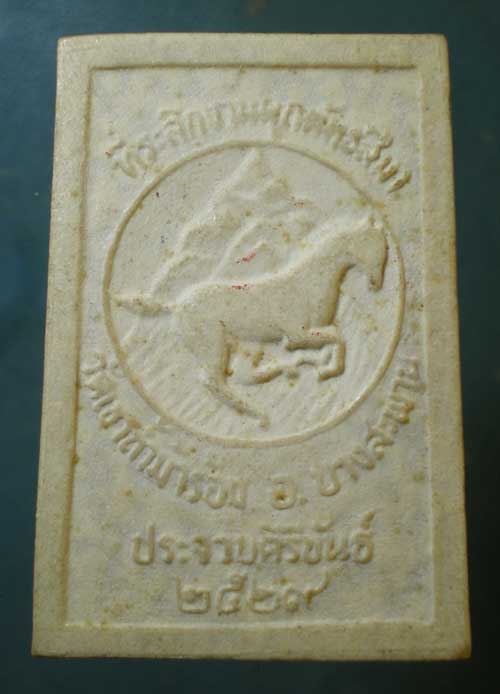 ที่ระลึกงานผูกพัทธสีมา
วัดเขาถ้ำม้าร้อง อ. บางสะพาน
ประจวบคิรีขันธ์
๒๕๒๙